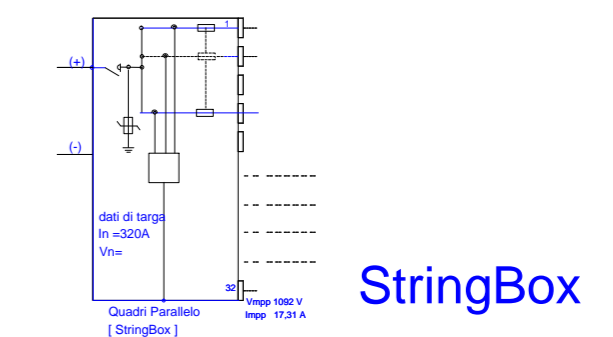 1
(+)
(-)
dati di targa
In =320A
Vn=
32
Vmpp 1092 V
Impp 17,31 A
Quadri Parallelo
[ StringBox ]
StringBox